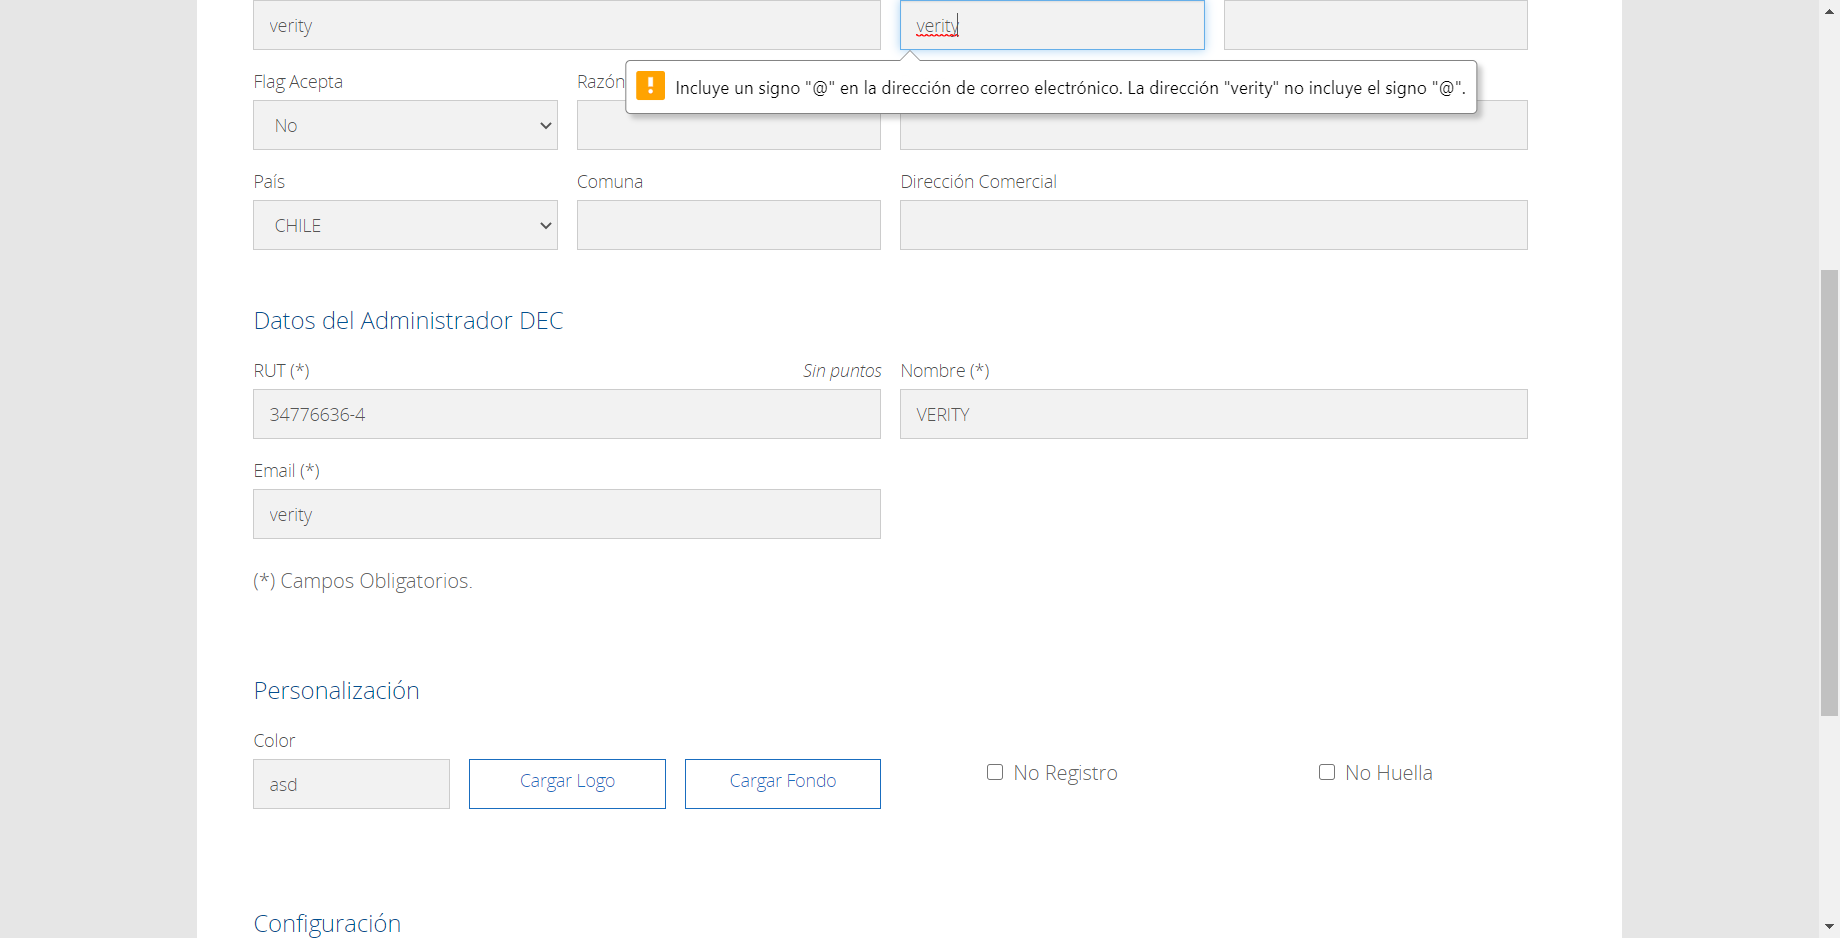 verity
verity
Flag Acepta
Razón
Incluye un signo "@" en la dirección de correo electrónico. La dirección "verity" no incluye el signo "@".
No
País
Comuna
Dirección Comercial
CHILE
Datos del Administrador DEC
RUT (*)
Sin puntos
Nombre (*)
34776636-4
VERITY
Email (*)
verity
(*) Campos Obligatorios.
Personalización
Color
asd
Cargar Logo
Cargar Fondo
No Registro
No Huella
Configuración